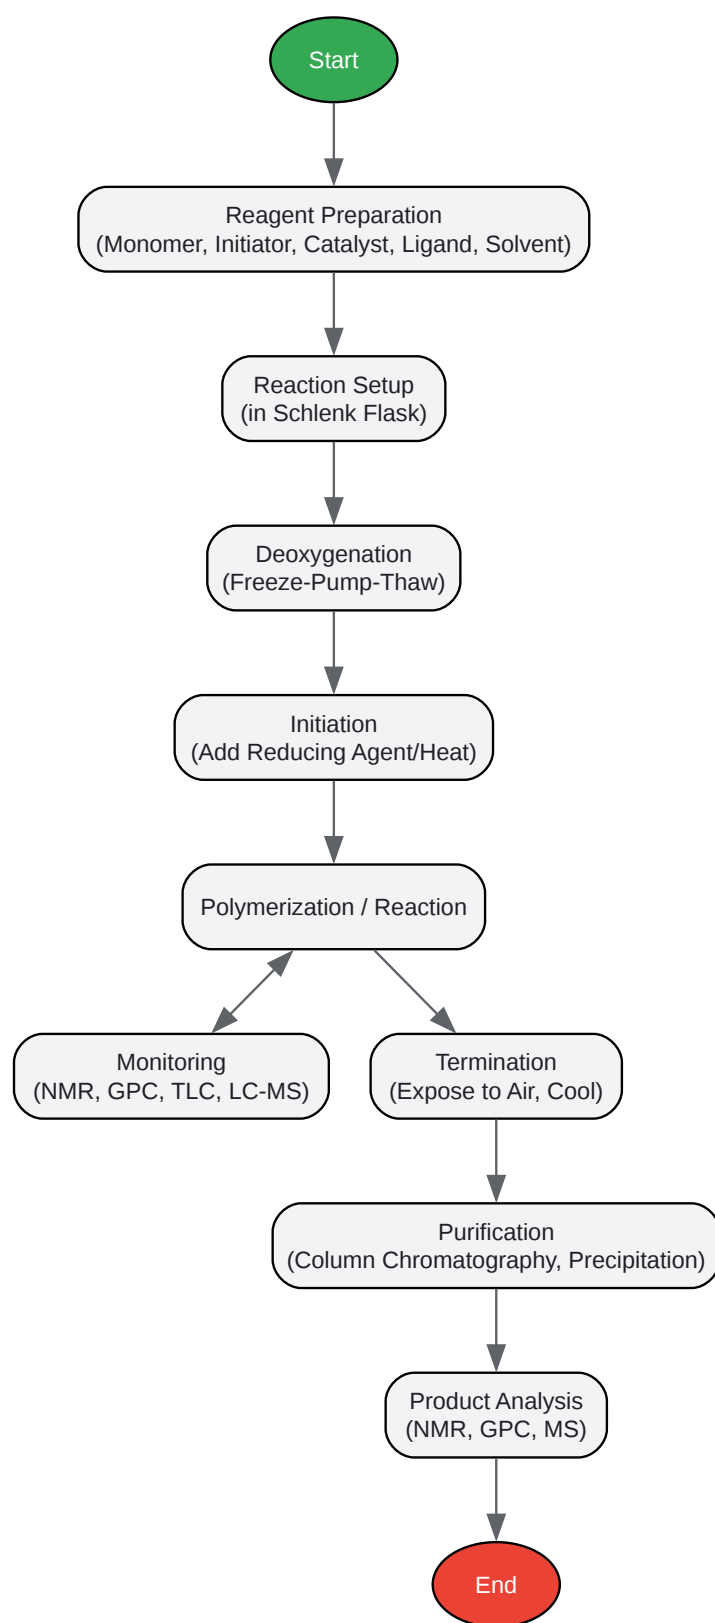 Start
Reagent Preparation
(Monomer, Initiator, Catalyst, Ligand, Solvent)
Reaction Setup
(in Schlenk Flask)
Deoxygenation
(Freeze-Pump-Thaw)
Initiation
(Add Reducing Agent/Heat)
Polymerization / Reaction
Monitoring
(NMR, GPC, TLC, LC-MS)
Termination
(Expose to Air, Cool)
Purification
(Column Chromatography, Precipitation)
Product Analysis
(NMR, GPC, MS)
End